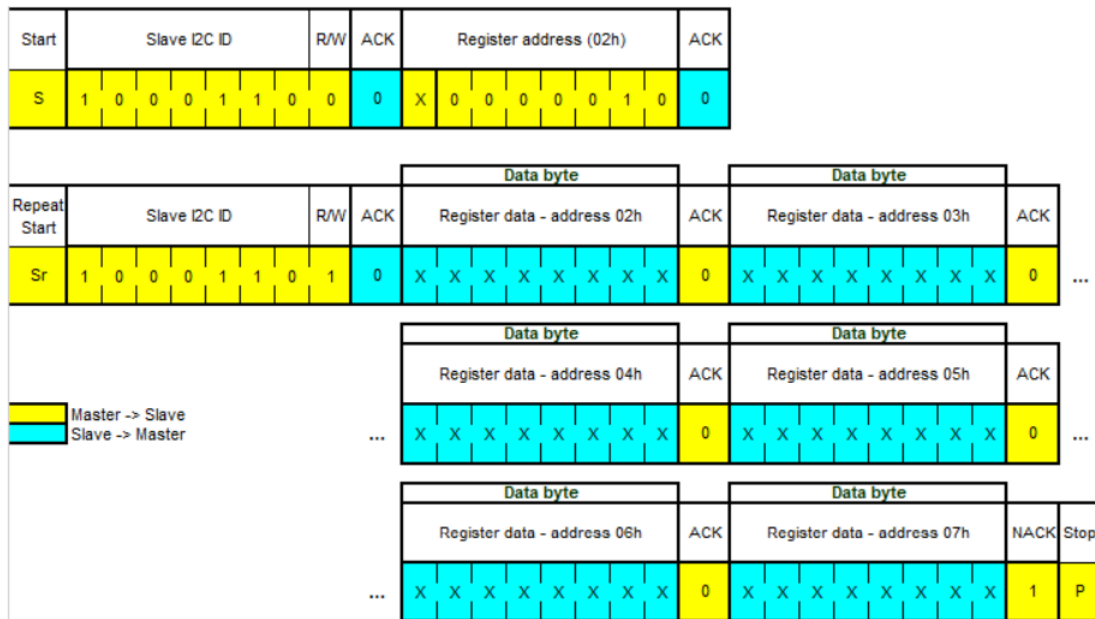 Start Slave I2C ID R/W ACK Register address (02h) ACK
S 1 0 0 0 1 1 0 0 0 X 0 0 0 0 0 1 0 0
Data byte Data byte
Repeat Start Slave I2C ID R/W ACK Register data - address 02h ACK Register data - address 03h ACK
Sr 1 0 0 0 1 1 0 1 0 X X X X X X X X 0 X X X X X X X X 0 ...
Data byte Data byte
Register data - address 04h ACK Register data - address 05h ACK
Master -> Slave
Slave -> Master
... X X X X X X X X 0 X X X X X X X X 0 ...
Data byte Data byte
Register data - address 06h ACK Register data - address 07h NACK Stop
... X X X X X X X X 0 X X X X X X X X 1 P